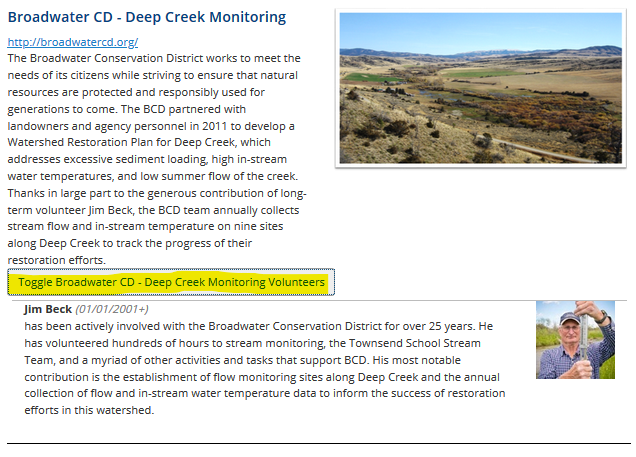 Broadwater CD - Deep Creek Monitoring
http://broadwatercd.org/
The Broadwater Conservation District works to meet the
needs of its citizens while striving to ensure that natural
resources are protected and responsibly used for
generations to come. The BCD partnered with
landowners and agency personnel in 2011 to develop a
Watershed Restoration Plan for Deep Creek, which
addresses excessive sediment loading, high in-stream
water temperatures, and low summer flow of the creek.
Thanks in large part to the generous contribution of long-
term volunteer Jim Beck, the BCD team annually collects
stream flow and in-stream temperature on nine sites
along Deep Creek to track the progress of their
restoration efforts.
Toggle Broadwater CD - Deep Creek Monitoring Volunteers
Jim Beck (01/01/2001+)
has been actively involved with the Broadwater Conservation District for over 25 years. He
has volunteered hundreds of hours to stream monitoring, the Townsend School Stream
Team, and a myriad of other activities and tasks that support BCD. His most notable
contribution is the establishment of flow monitoring sites along Deep Creek and the annual
collection of flow and in-stream water temperature data to inform the success of restoration
efforts in this watershed.